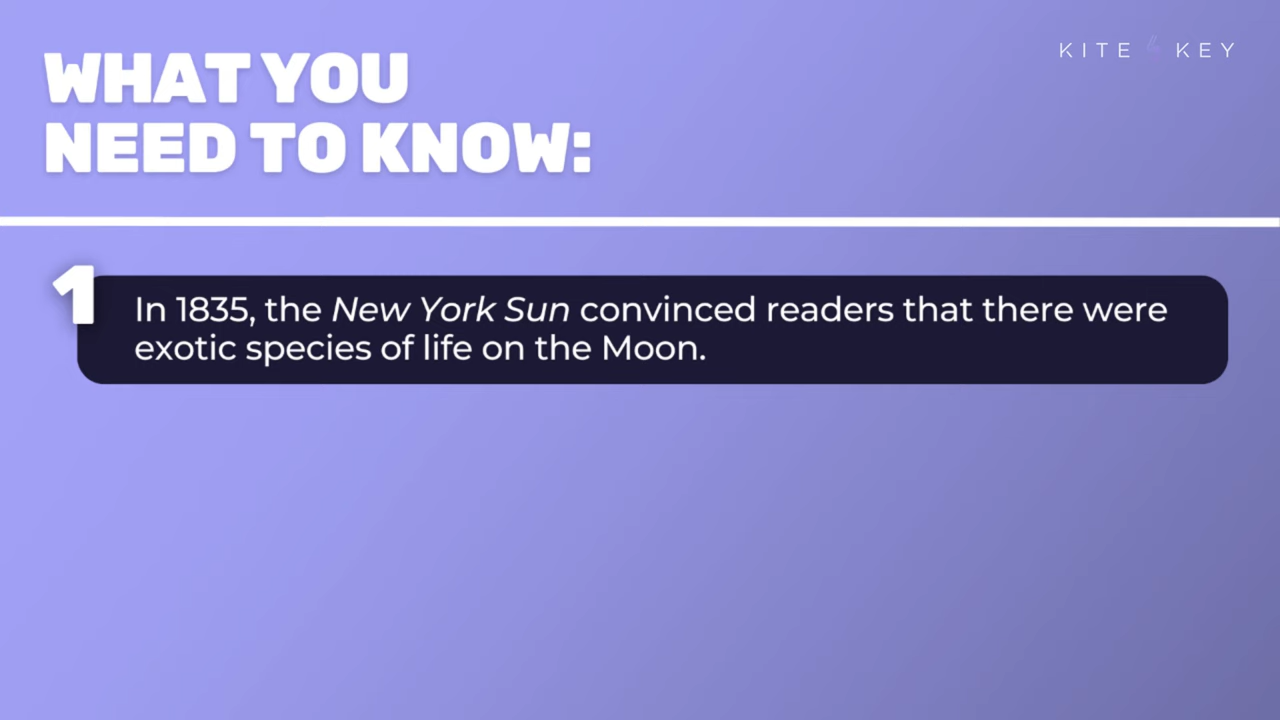 WHAT YOU
NEED TO KNOW:
KITE & KEY
1
In 1835, the New York Sun convinced readers that there were
exotic species of life on the Moon.